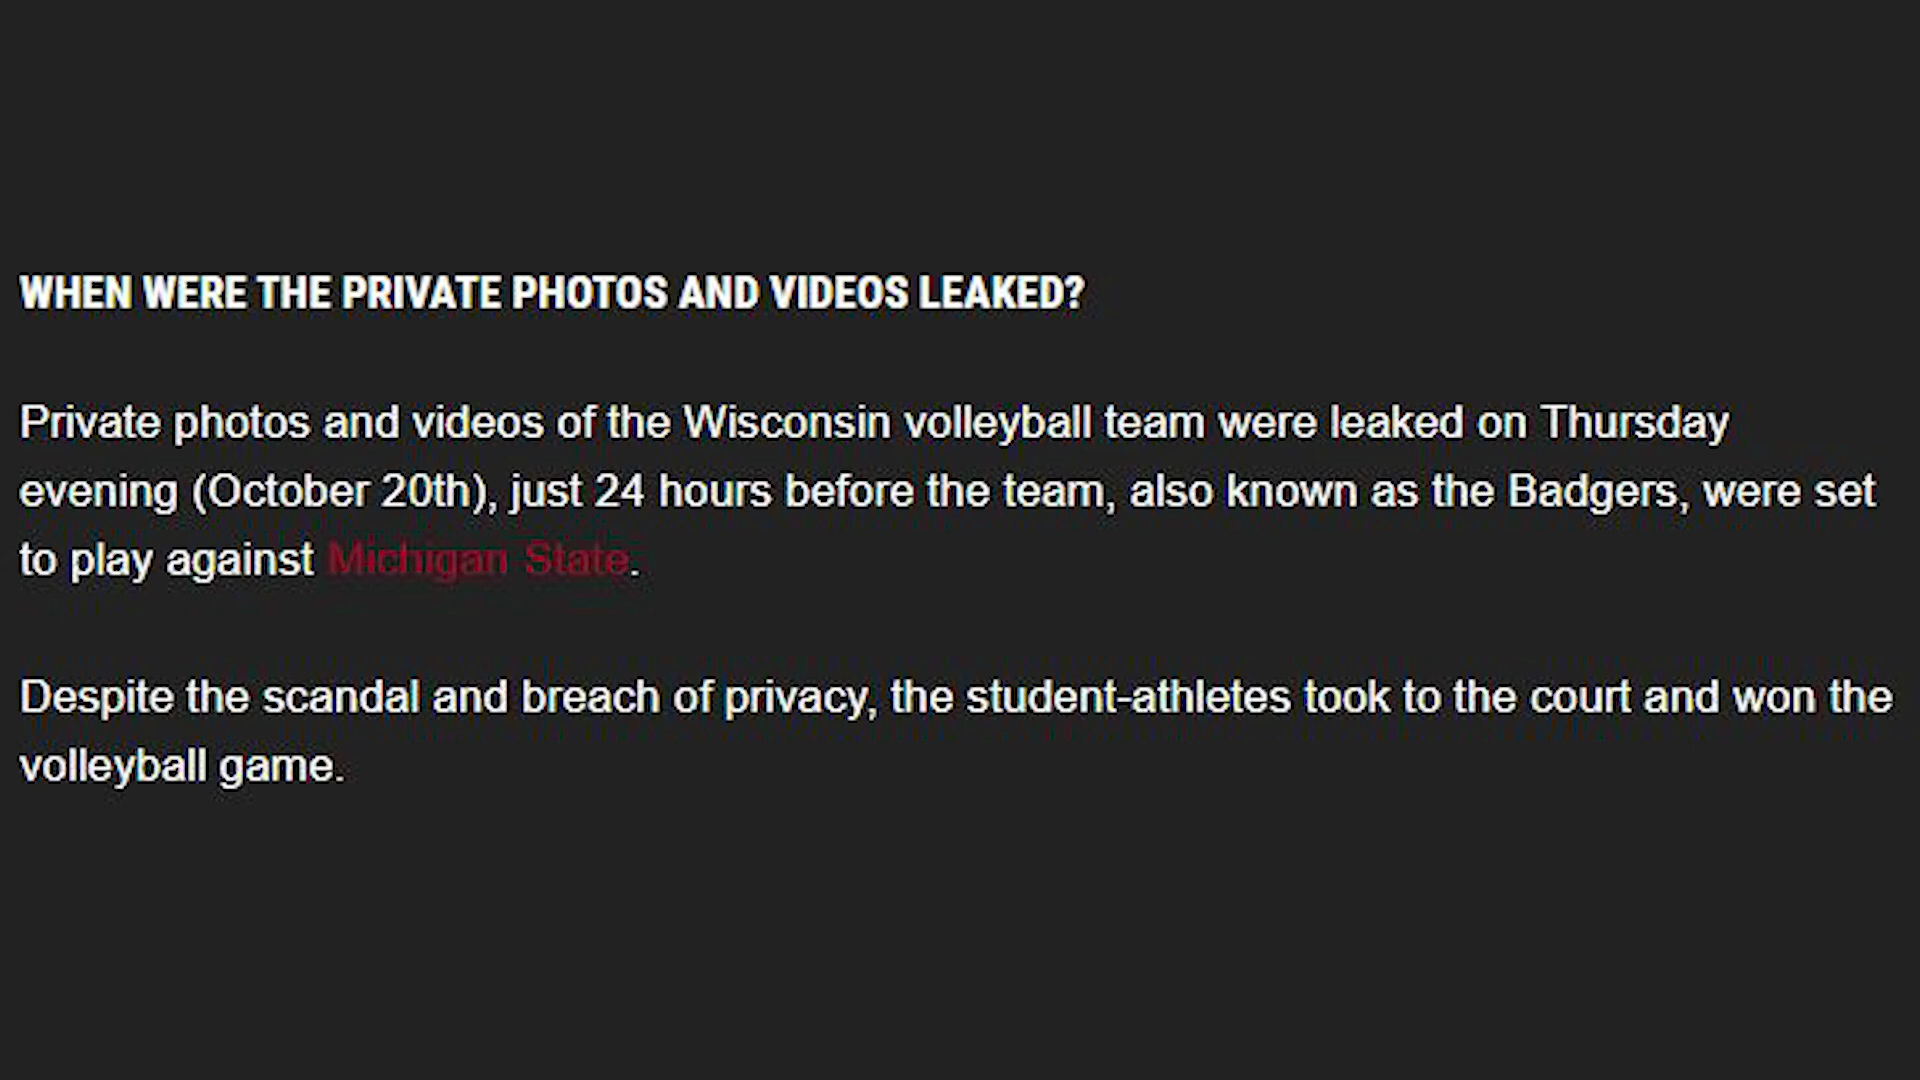 WHEN WERE THE PRIVATE PHOTOS AND VIDEOS LEAKED?
Private photos and videos of the Wisconsin volleyball team were leaked on Thursday
evening (October 20th), just 24 hours before the team, also known as the Badgers, were set
to play against Michigan State.
Despite the scandal and breach of privacy, the student-athletes took to the court and won the
volleyball game.